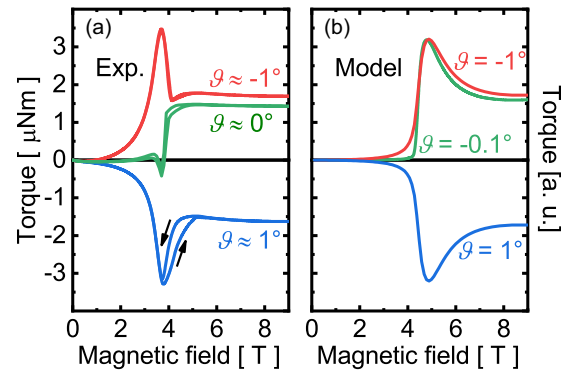 (a)
Exp.
ϑ ≈ -1°
ϑ ≈ 0°
ϑ ≈ 1°
3
2
1
0
-1
-2
-3
Torque [ μNm ]
0 2 4 6 8
Magnetic field [ T ]
(b)
Model
ϑ = -1°
ϑ = -0.1°
ϑ = 1°
0 2 4 6 8
Magnetic field [ T ]
Torque [a. u.]